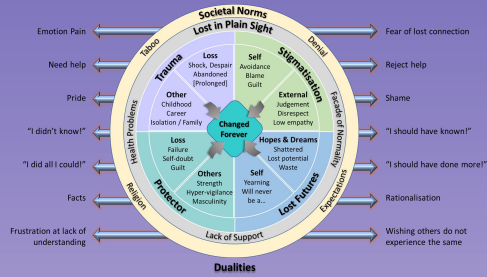 Societal Norms
Lost in Plain Sight
Taboo
Denial
Trauma
Stigmatisation
Health Problems
Facade of Normality
Religion
Expectations
Protector
Lost Futures
Lack of Support
Loss
Shock, Despair
Abandoned
[Prolonged]
Other
Childhood
Career
Isolation / Family
Self
Avoidance
Blame
Guilt
External
Judgement
Disrespect
Low empathy
Changed
Forever
Loss
Failure
Self-doubt
Guilt
Others
Strength
Hyper-vigilance
Masculinity
Hopes & Dreams
Shattered
Lost potential
Waste
Self
Yearning
Will never
be a...
Emotion Pain
Fear of lost connection
Need help
Reject help
Pride
Shame
"I didn't know!"
"I should have known!"
"I did all I could!"
"I should have done more!"
Facts
Rationalisation
Frustration at lack of
understanding
Wishing others do not
experience the same
Dualities